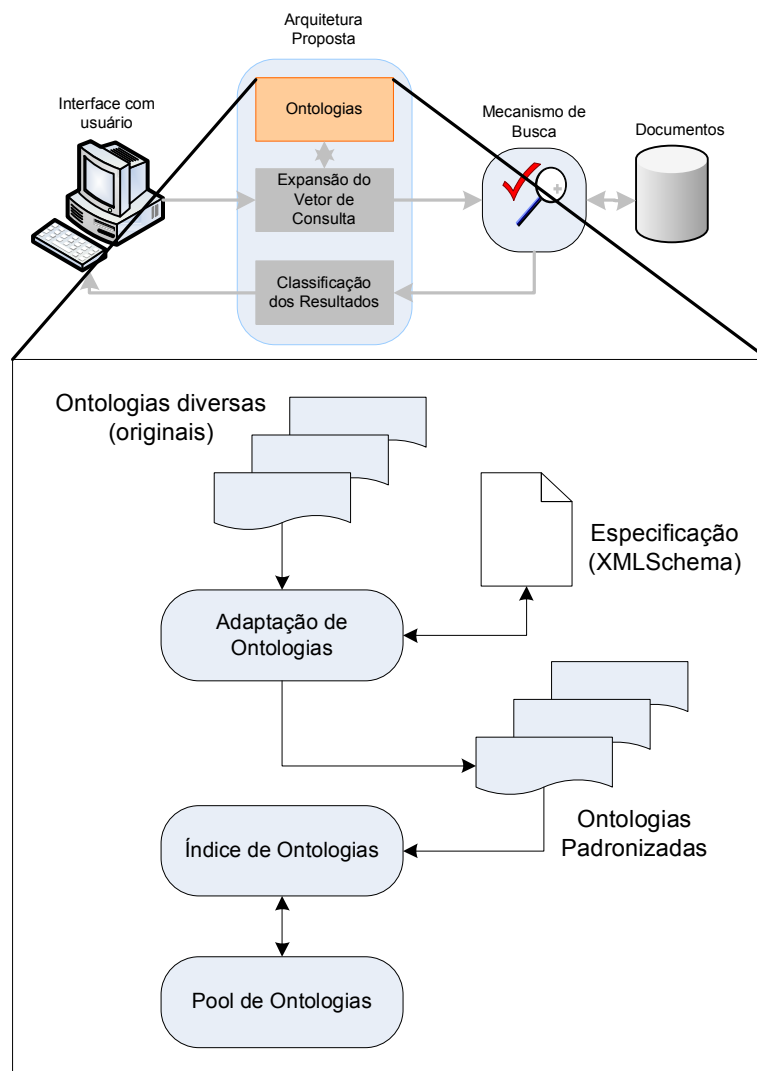 Arquitetura
Proposta
Interface com
usuário
Ontologias
Mecanismo de
Busca
Documentos
Expansão do
Vetor de
Consulta
Classificação
dos Resultados
Ontologias diversas
(originais)
Especificação
(XMLSchema)
Adaptação de
Ontologias
Ontologias
Padronizadas
Índice de Ontologias
Pool de Ontologias